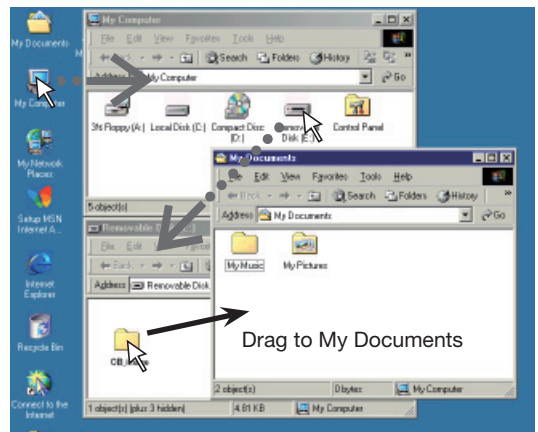 My Computer
My Documents
File Edit View Favorites Tools Help
Search Folders History
Address My Computer Go
My Computer
3½ Floppy (A:) Local Disk (C:) Compact Disc (D:) Disk (E:) Control Panel
My Network Places
My Documents
File Edit View Favorites Tools Help
Back Search Folders History
5 object(s)
Address My Documents Go
Setup MSN Internet A...
Removable
File Edit
Back
My Music My Pictures
Internet Explorer
Address Removable Disk
Drag to My Documents
Recycle Bin
2 object(s) 0 bytes My Computer
Connect to the Internet
1 object(s) (plus 3 hidden) 4.81 KB My Computer